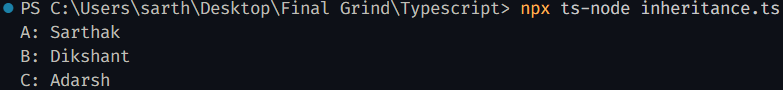 PS C:\Users\sarth\Desktop\Final Grind\Typescript> npx ts-node inheritance.ts
A: Sarthak
B: Dikshant
C: Adarsh